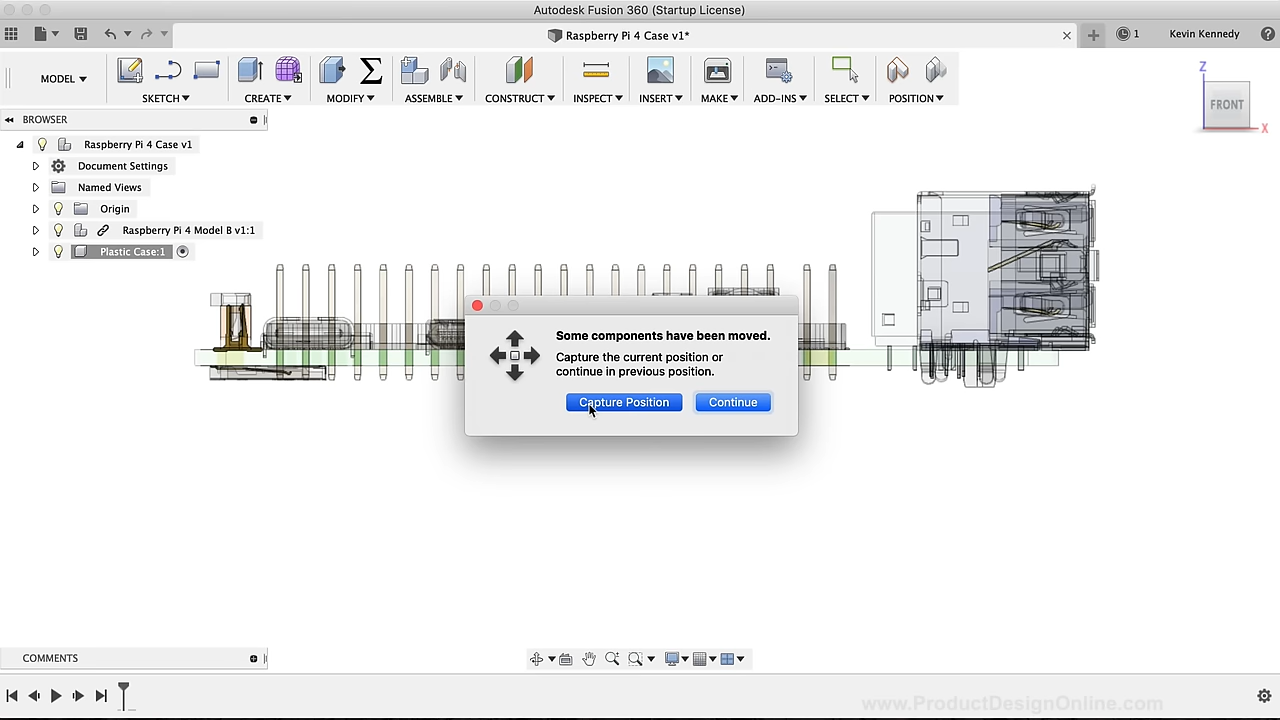 Autodesk Fusion 360 (Startup License)
Raspberry Pi 4 Case v1*
1
Kevin Kennedy
MODEL
SKETCH
CREATE
MODIFY
ASSEMBLE
CONSTRUCT
INSPECT
INSERT
MAKE
ADD-INS
SELECT
POSITION
Z
FRONT
X
BROWSER
Raspberry Pi 4 Case v1
Document Settings
Named Views
Origin
Raspberry Pi 4 Model B v1:1
Plastic Case:1
Some components have been moved.
Capture the current position or
continue in previous position.
Capture Position
Continue
COMMENTS
www.ProductDesignOnline.com